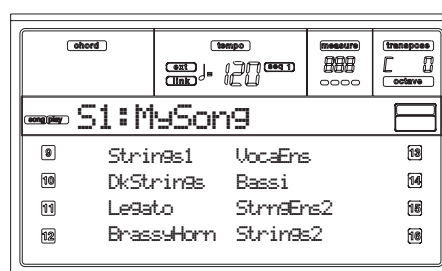 chord tempo measure transpose
ext seq 1 888 C 0
link ♩= 120 octave
song play S1:MySong
9 Strings1 VocaEns 13
10 DkStrings Bassi 14
11 Legato StrngEns2 15
12 BrassyHorn Strings2 16